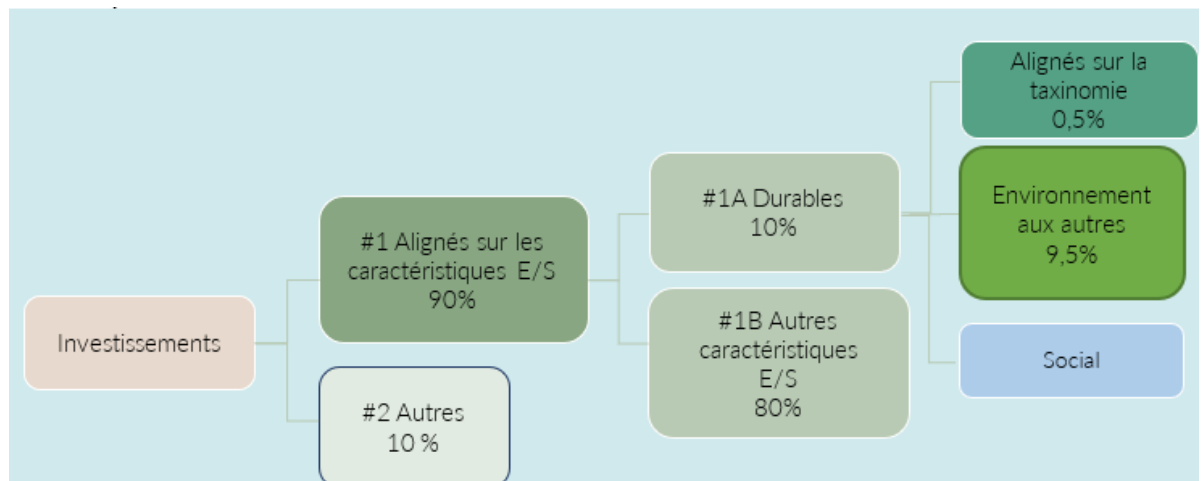 Investissements
#1 Alignés sur les
caractéristiques E/S
90%
#2 Autres
10 %
#1A Durables
10%
#1B Autres
caractéristiques
E/S
80%
Alignés sur la
taxinomie
0,5%
Environnement
aux autres
9,5%
Social